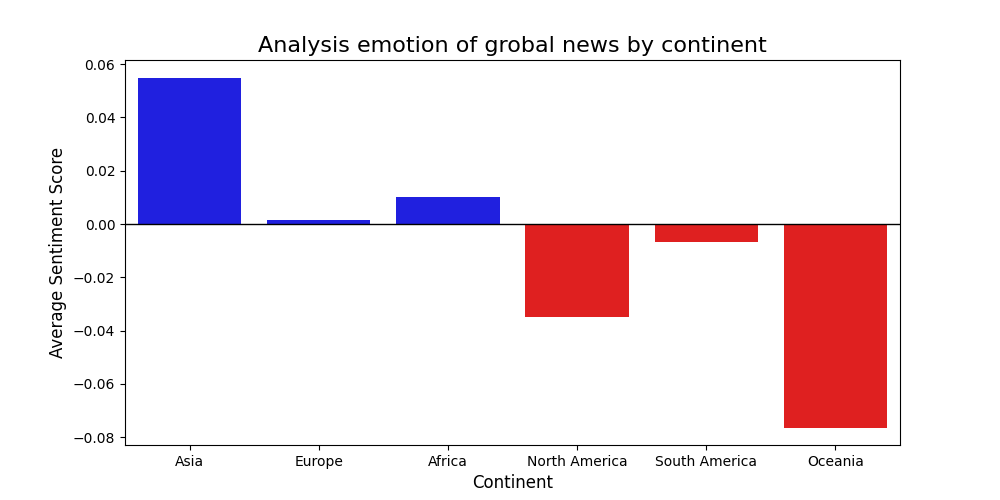 Analysis emotion of grobal news by continent
0.06
0.04
0.02
0.00
−0.02
−0.04
−0.06
−0.08
Average Sentiment Score
Asia Europe Africa North America South America Oceania
Continent